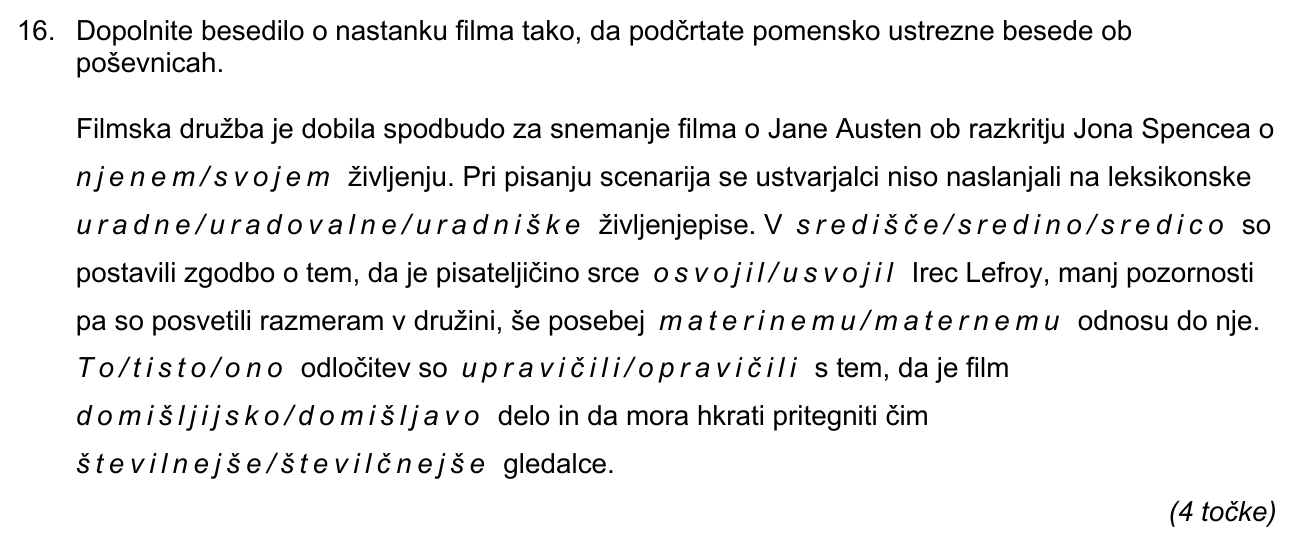 16. Dopolnite besedilo o nastanku filma tako, da podčrtate pomensko ustrezne besede ob
poševnicah.
Filmska družba je dobila spodbudo za snemanje filma o Jane Austen ob razkritju Jona Spencea o
njenem/svojem življenju. Pri pisanju scenarija se ustvarjalci niso naslanjali na leksikonske
uradne/uradovalne/uradniške življenjepise. V središče/sredino/sredico so
postavili zgodbo o tem, da je pisateljičino srce osvojil/usvojil Irec Lefroy, manj pozornosti
pa so posvetili razmeram v družini, še posebej materinemu/maternemu odnosu do nje.
To/tisto/ono odločitev so upravičili/opravičili s tem, da je film
domišljijsko/domišljavo delo in da mora hkrati pritegniti čim
številnejše/številčnejše gledalce.
(4 točke)